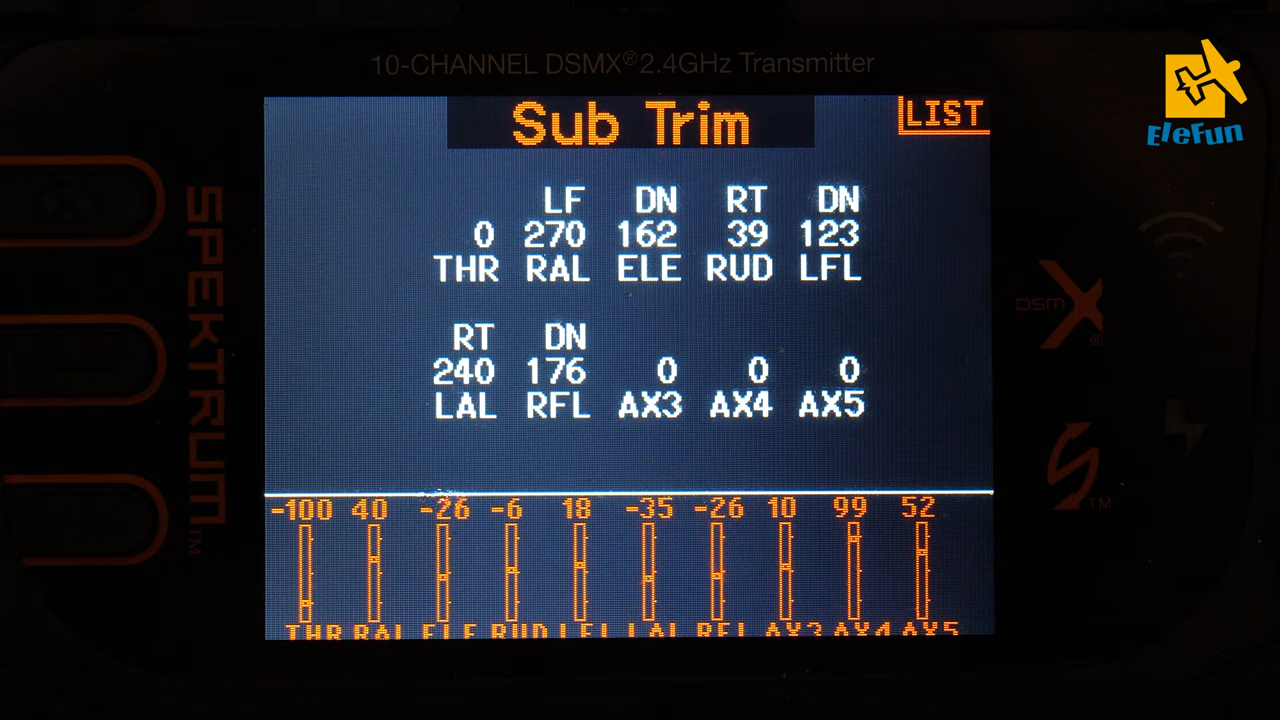 10-CHANNEL DSMX®2.4GHz Transmitter
EleFun
Sub Trim
LIST
LF DN RT DN
0 270 162 39 123
THR RAL ELE RUD LFL
RT DN
240 176 0 0 0
LAL RFL AX3 AX4 AX5
-100 40 -26 -6 18 -35 -26 10 99 52
THR RAL ELE RUD LFL LAL RFL AX3 AX4 AX5
SPEKTRUM™
DSMX®
™